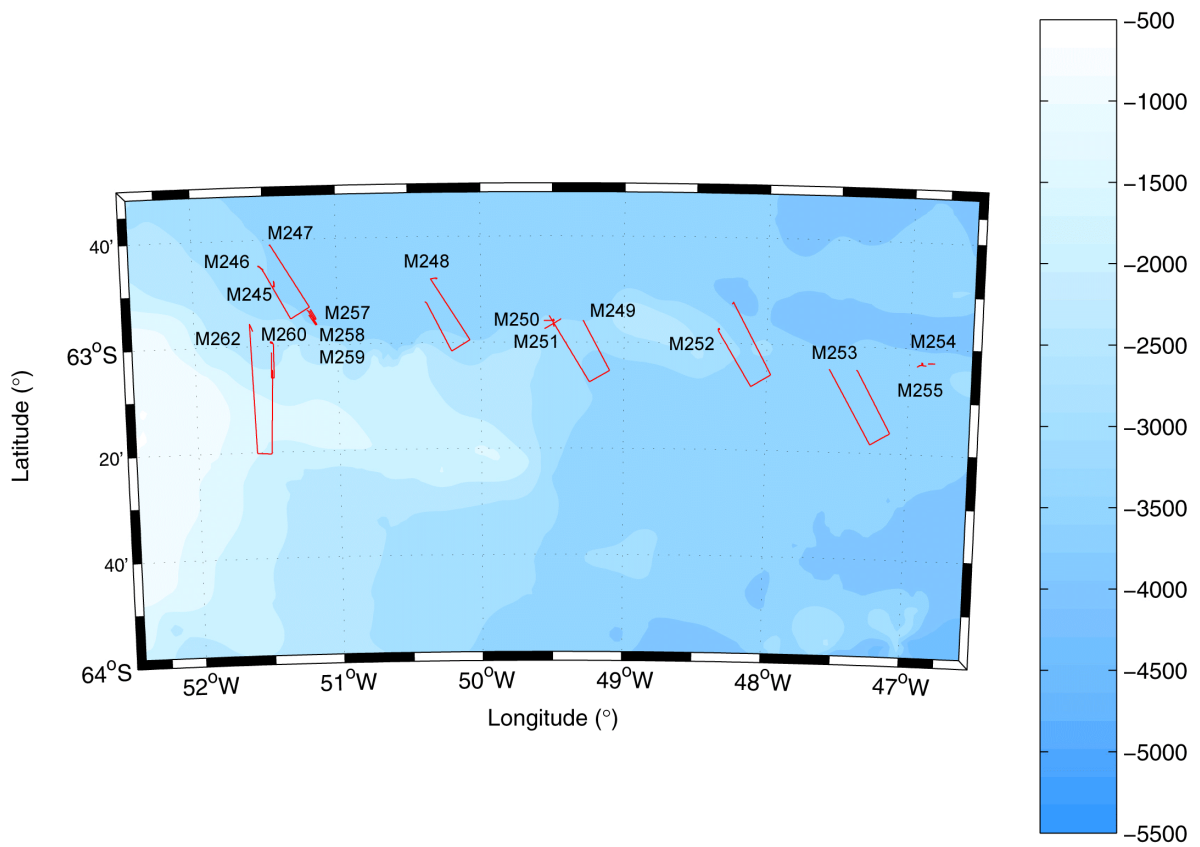 −500
−1000
−1500
−2000
−2500
−3000
−3500
−4000
−4500
−5000
−5500
M247
M246
M245
M248
M257
M258
M259
M262
M260
M250
M251
M249
M252
M253
M254
M255
40'
63°S
20'
40'
64°S
52°W
51°W
50°W
49°W
48°W
47°W
Latitude (°)
Longitude (°)